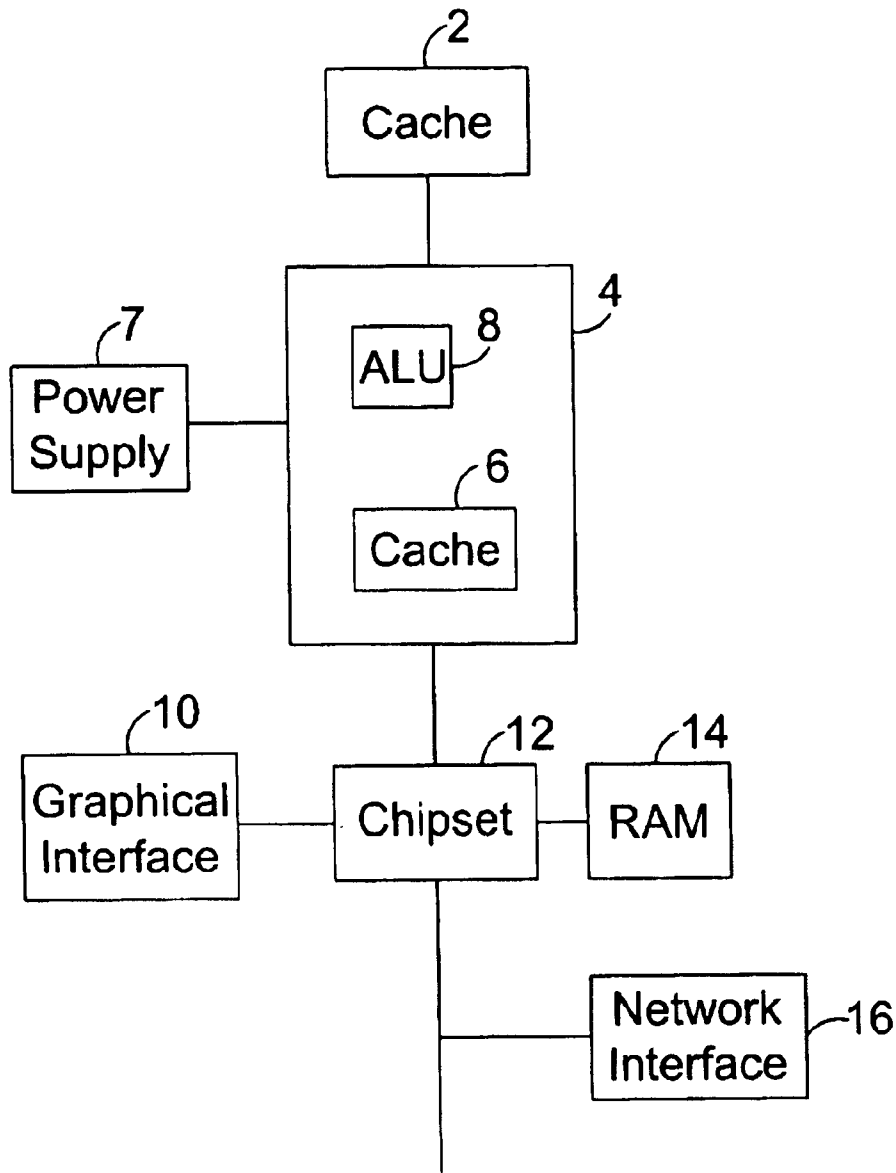 2
Cache
4
7
8
ALU
Power
Supply
6
Cache
10
12
14
Graphical
Interface
Chipset
RAM
Network
Interface
16